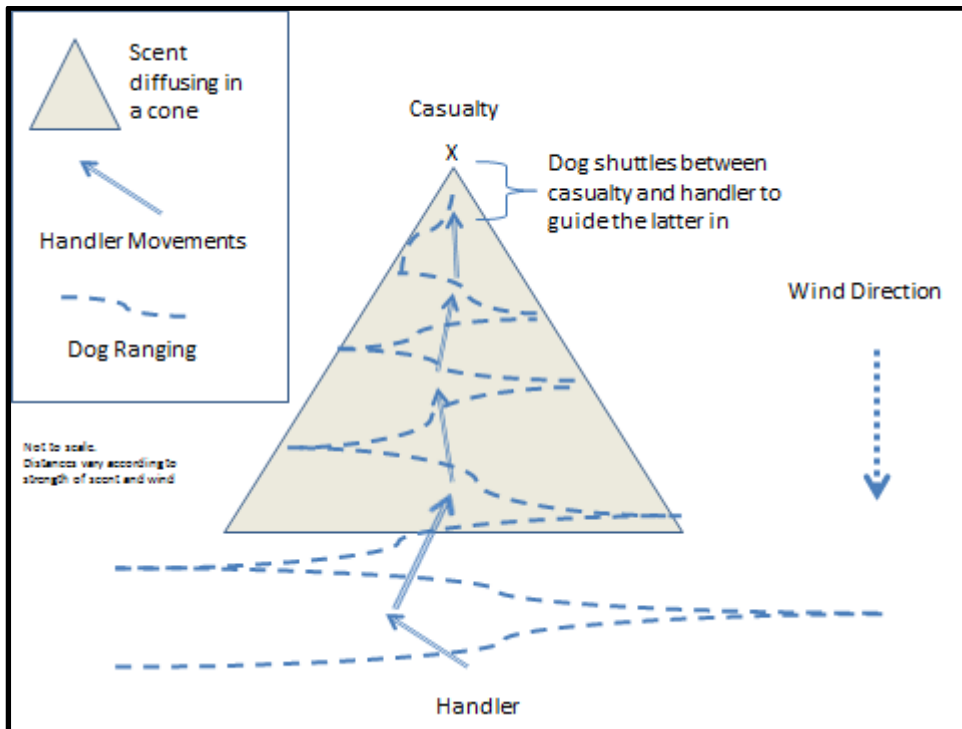 Scent
diffusing in
a cone
Handler Movements
Dog Ranging
Not to scale.
Distances vary according to
strength of scent and wind
Casualty
X
Dog shuttles between
casualty and handler to
guide the latter in
Wind Direction
Handler